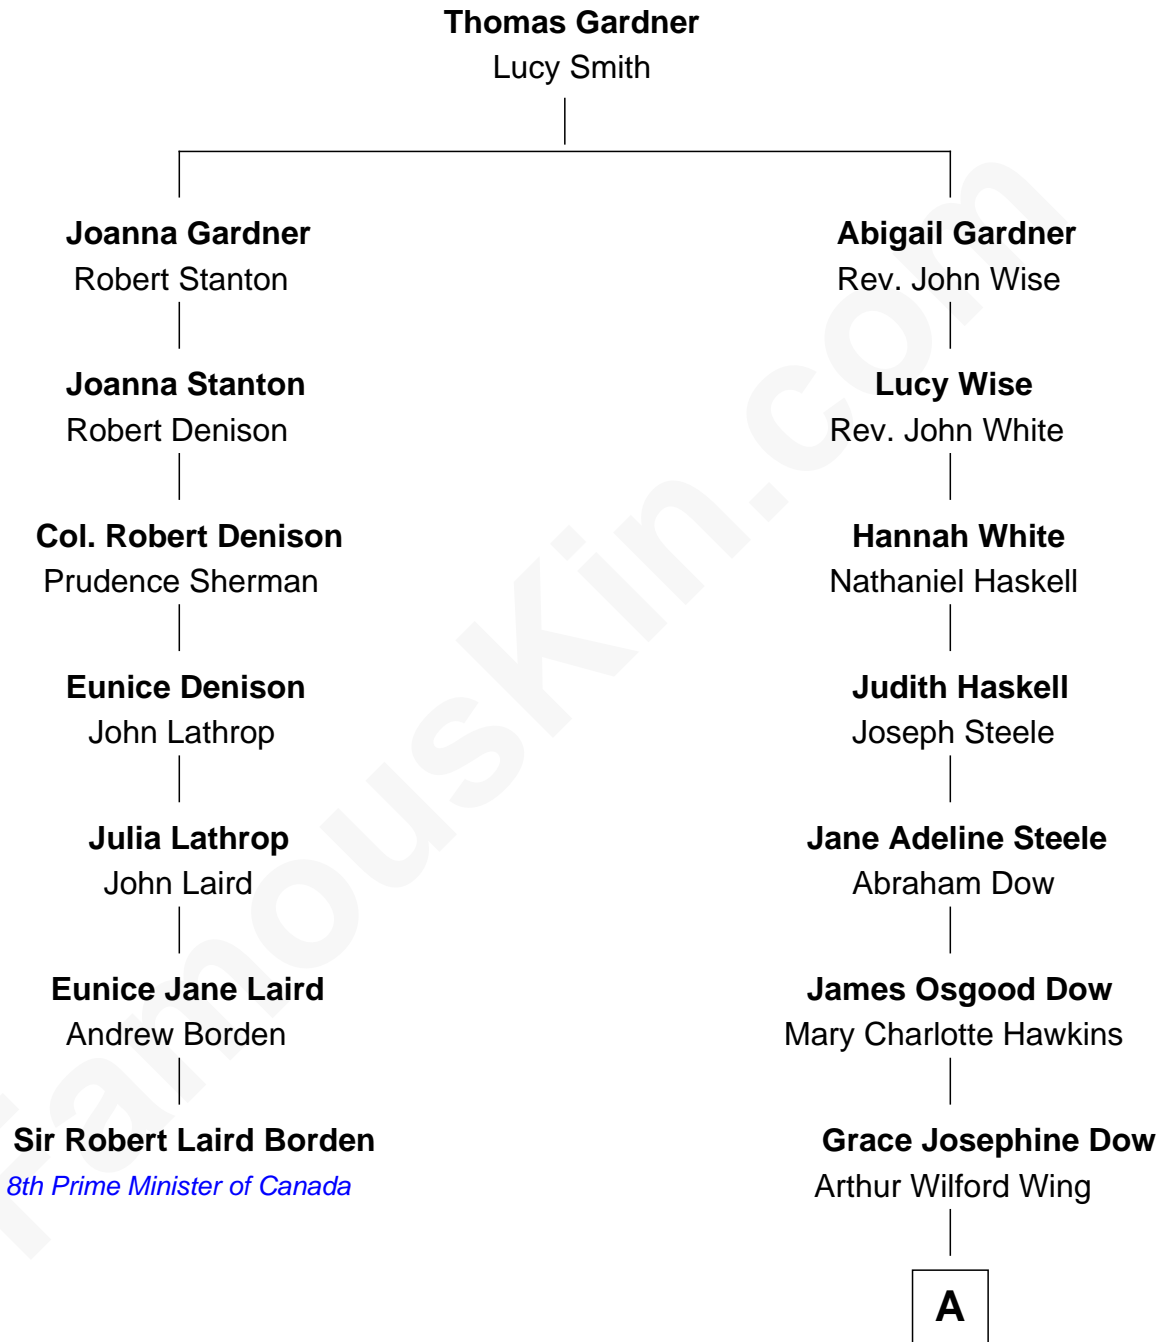 Thomas Gardner
Lucy Smith
Joanna Gardner
Robert Stanton
Joanna Stanton
Robert Denison
Col. Robert Denison
Prudence Sherman
Eunice Denison
John Lathrop
Julia Lathrop
John Laird
Eunice Jane Laird
Andrew Borden
Sir Robert Laird Borden
8th Prime Minister of Canada
Abigail Gardner
Rev. John Wise
Lucy Wise
Rev. John White
Hannah White
Nathaniel Haskell
Judith Haskell
Joseph Steele
Jane Adeline Steele
Abraham Dow
James Osgood Dow
Mary Charlotte Hawkins
Grace Josephine Dow
Arthur Wilford Wing
A
FamousKin.com